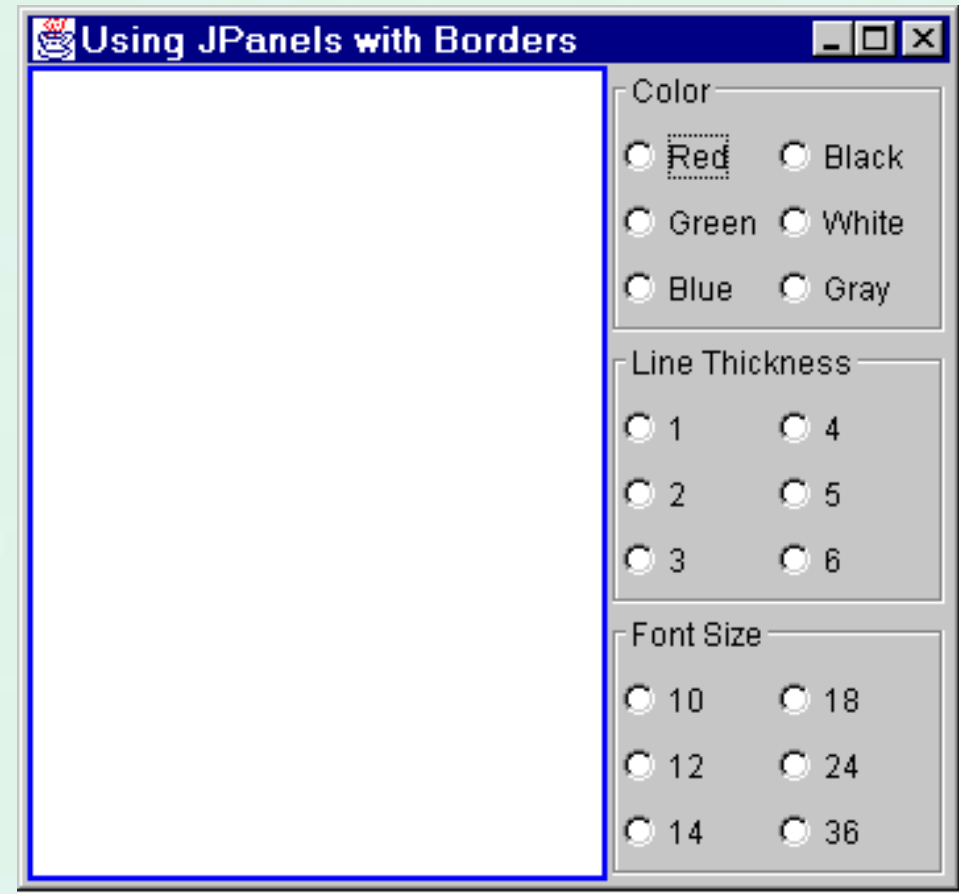 Using JPanels with Borders
Color
Red Black
Green White
Blue Gray
Line Thickness
1 4
2 5
3 6
Font Size
10 18
12 24
14 36